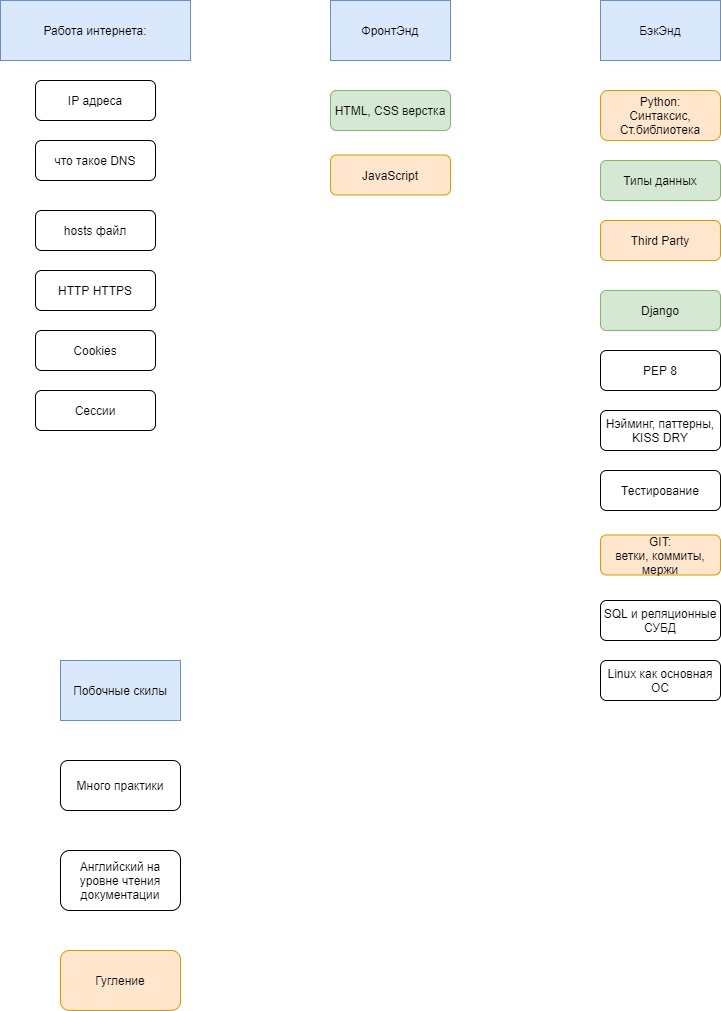 Работа интернета:
IP адреса
что такое DNS
hosts файл
HTTP HTTPS
Cookies
Сессии
ФронтЭнд
HTML, CSS верстка
JavaScript
БэкЭнд
Python:
Синтаксис,
Ст.библиотека
Типы данных
Third Party
Django
PEP 8
Нэйминг, паттерны,
KISS DRY
Тестирование
GIT:
ветки, коммиты,
мержи
SQL и реляционные
СУБД
Linux как основная
ОС
Побочные скилы
Много практики
Английский на
уровне чтения
документации
Гугление